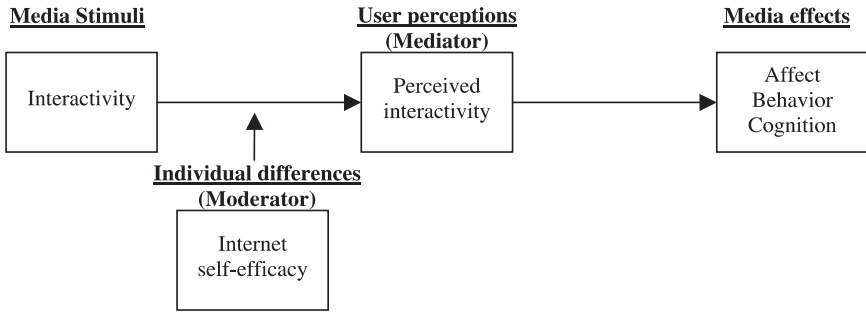 Media Stimuli
User perceptions
(Mediator)
Media effects
Interactivity
Perceived
interactivity
Affect
Behavior
Cognition
Individual differences
(Moderator)
Internet
self-efficacy